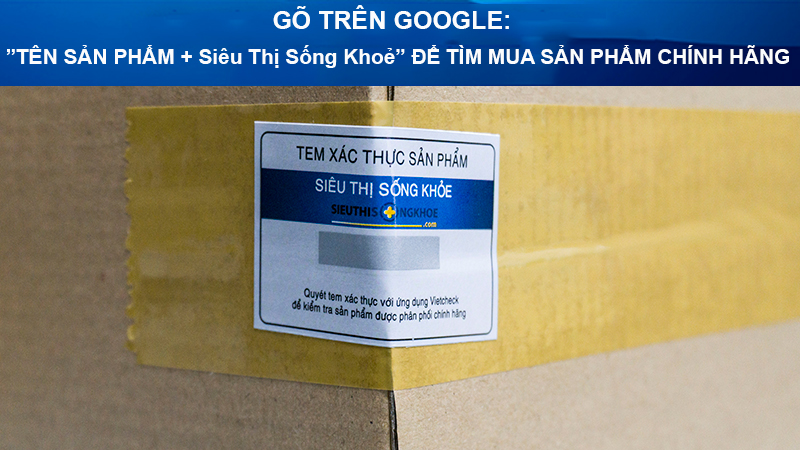 GÕ TRÊN GOOGLE:
”TÊN SẢN PHẨM + Siêu Thị Sống Khoẻ” ĐỂ TÌM MUA SẢN PHẨM CHÍNH HÃNG
TEM XÁC THỰC SẢN PHẨM
SIÊU THỊ SỐNG KHỎE
SIEUTHISONGKHOE
.com
Quyét tem xác thực với ứng dụng Vietcheck
để kiểm tra sản phẩm được phân phối chính hãng